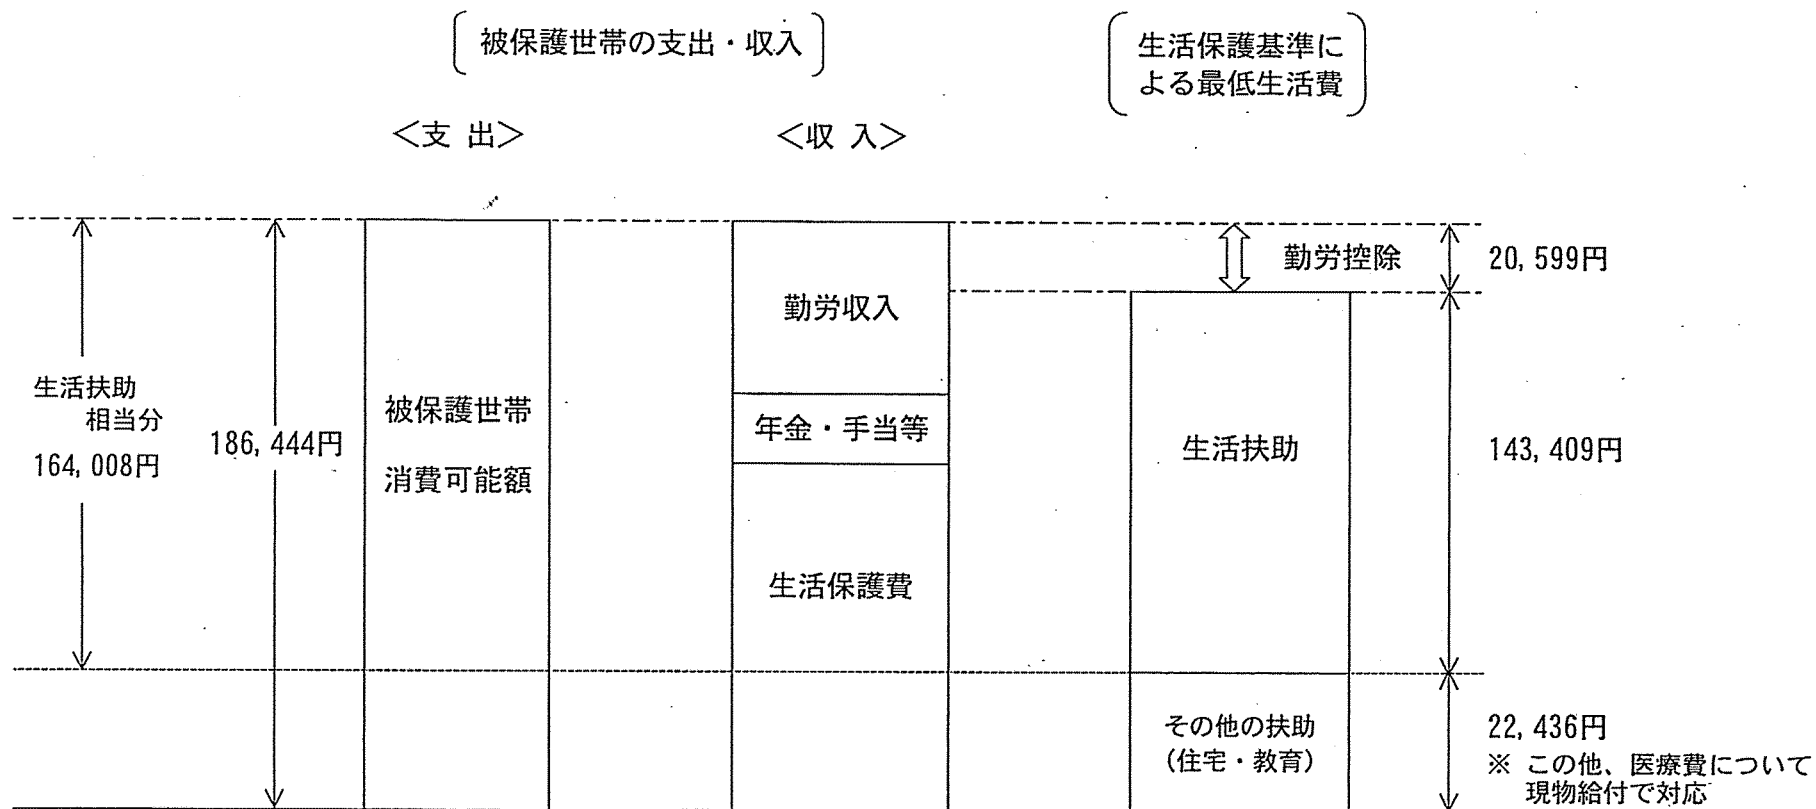 被保護世帯の支出・収入
生活保護基準に
よる最低生活費
＜支 出＞
＜収 入＞
勤労控除
20,599円
勤労収入
生活扶助
相当分
164,008円
186,444円
被保護世帯
消費可能額
年金・手当等
生活扶助
143,409円
生活保護費
その他の扶助
（住宅・教育）
22,436円
※ この他、医療費について
現物給付で対応